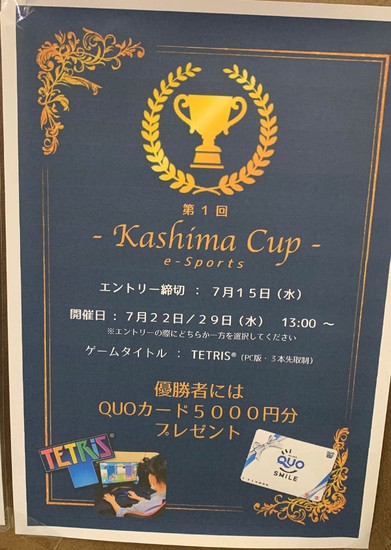 第１回
- Kashima Cup -
e-Sports
エントリー締切 ： ７月１５日（水）
開催日：７月２２日／２９日（水） 13:00 ～
※エントリーの際にどちらか一方を選択してください
ゲームタイトル ： TETRIS®（PC版・３本先取制）
優勝者には
QUOカード５０００円分
プレゼント
TETRIS
QUO
SMILE